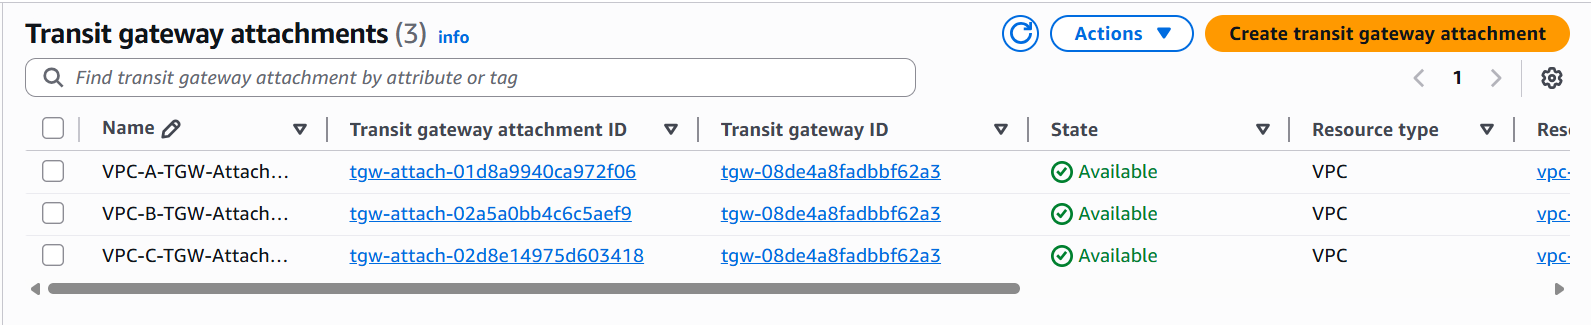 Transit gateway attachments (3) info
Actions
Create transit gateway attachment
Find transit gateway attachment by attribute or tag
1
Name Transit gateway attachment ID Transit gateway ID State Resource type Reso
VPC-A-TGW-Attach... tgw-attach-01d8a9940ca972f06 tgw-08de4a8fadbbf62a3 Available VPC vpc-
VPC-B-TGW-Attach... tgw-attach-02a5a0bb4c6c5aef9 tgw-08de4a8fadbbf62a3 Available VPC vpc-
VPC-C-TGW-Attach... tgw-attach-02d8e14975d603418 tgw-08de4a8fadbbf62a3 Available VPC vpc-